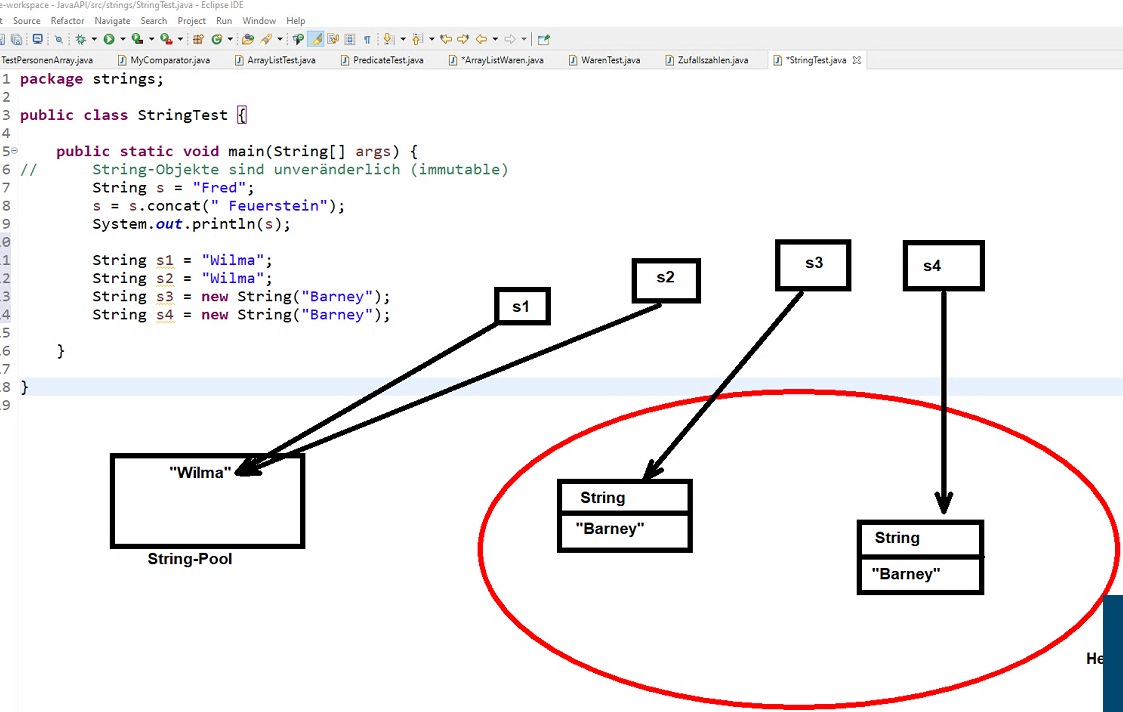 e-workspace - JavaAPI/src/strings/StringTest.java - Eclipse IDE
t Source Refactor Navigate Search Project Run Window Help
TestPersonenArray.java MyComparator.java ArrayListTest.java PredicateTest.java *ArrayListWaren.java WarenTest.java Zufallszahlen.java *StringTest.java
1 package strings;
2
3 public class StringTest {
4
5 public static void main(String[] args) {
6 // String-Objekte sind unveränderlich (immutable)
7 String s = "Fred";
8 s = s.concat(" Feuerstein");
9 System.out.println(s);
0
1 String s1 = "Wilma";
2 String s2 = "Wilma";
3 String s3 = new String("Barney");
4 String s4 = new String("Barney");
5
6 }
7
8 }
9
s1
s2
s3
s4
"Wilma"
String-Pool
String
"Barney"
String
"Barney"
He